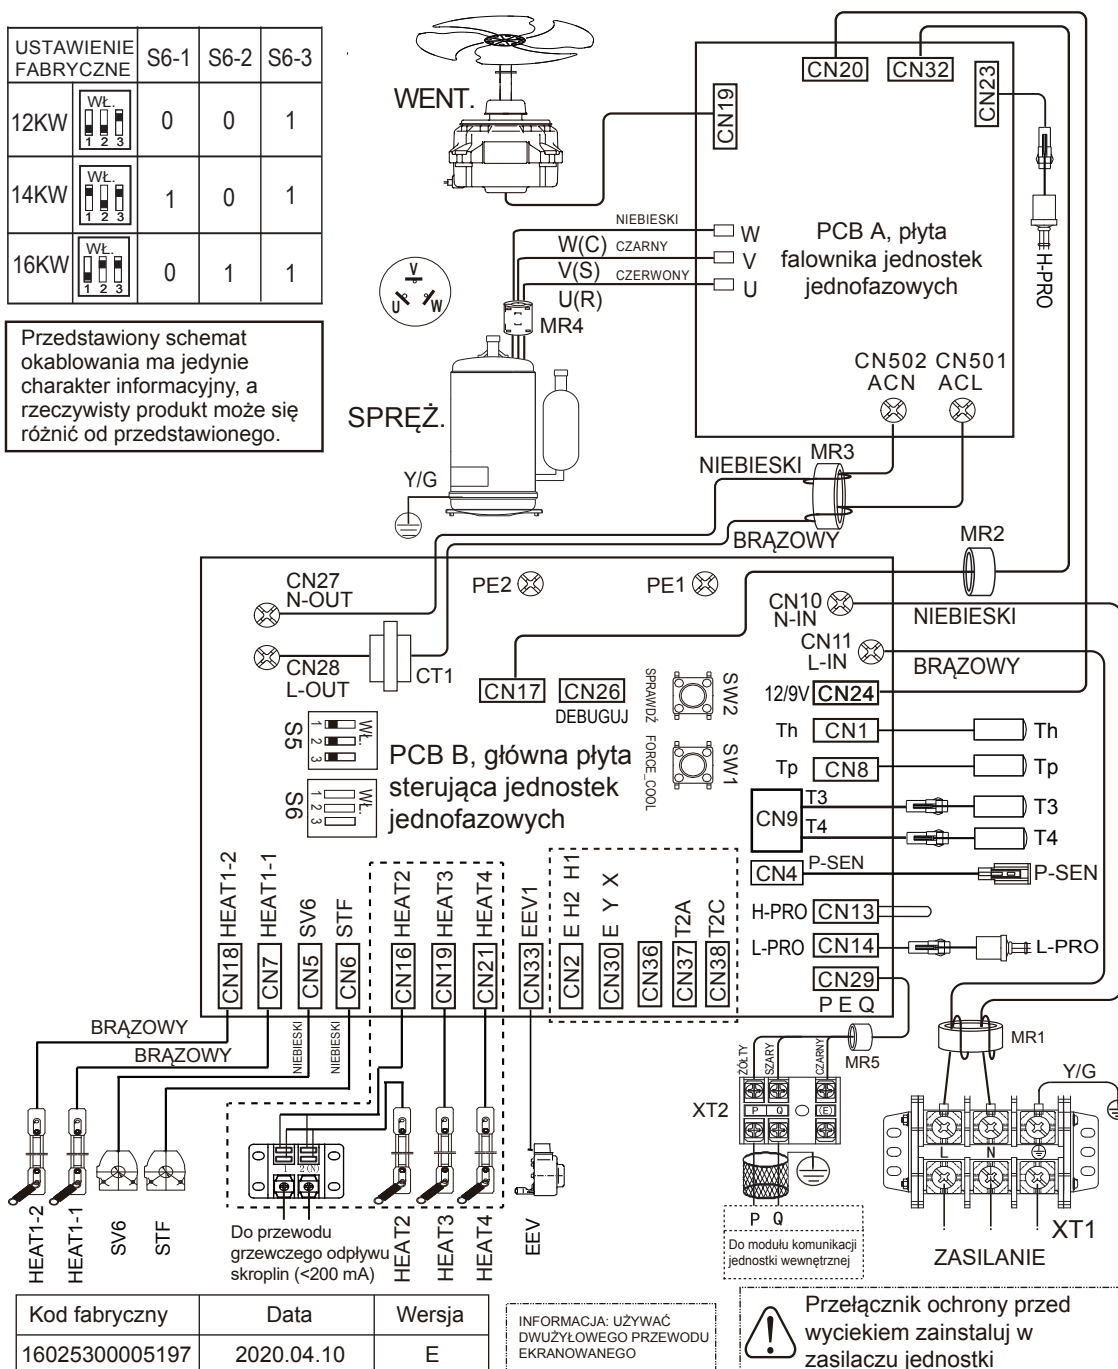 USTAWIENIE FABRYCZNE S6-1 S6-2 S6-3
12KW WŁ. 1 2 3 0 0 1
14KW WŁ. 1 2 3 1 0 1
16KW WŁ. 1 2 3 0 1 1
Przedstawiony schemat
okablowania ma jedynie
charakter informacyjny, a
rzeczywisty produkt może się
różnić od przedstawionego.
WENT.
CN20
CN32
CN19
CN23
H-PRO
NIEBIESKI
W(C) CZARNY
V(S) CZERWONY
U(R)
MR4
W
V
U
V
U W
PCB A, płyta
falownika jednostek
jednofazowych
CN502 CN501
ACN ACL
SPRĘŻ.
Y/G
NIEBIESKI
MR3
BRĄZOWY
MR2
CN27
N-OUT
PE2
PE1
CN10
N-IN
NIEBIESKI
CN11
L-IN
BRĄZOWY
CN28
L-OUT
CT1
CN17
CN26
DEBUGUJ
SPRAWDŹ
SW2
FORCE_COOL
SW1
12/9V CN24
Th CN1 Th
Tp CN8 Tp
CN9
T3 T3
T4 T4
CN4 P-SEN P-SEN
H-PRO CN13
L-PRO CN14 L-PRO
CN29
P E Q
S5
1 2 3 WŁ.
S6
1 2 3 WŁ.
PCB B, główna płyta
sterująca jednostek
jednofazowych
HEAT1-2
HEAT1-1
SV6
STF
HEAT2
HEAT3
HEAT4
EEV1
E H2 H1
E Y X
T2A
T2C
CN18
CN7
CN5
CN6
CN16
CN19
CN21
CN33
CN2
CN30
CN36
CN37
CN38
BRĄZOWY
BRĄZOWY
NIEBIESKI
NIEBIESKI
ŻÓŁTY
SZARY
CZARNY
MR5
MR1
Y/G
XT2
P Q (E)
1 2(N)
L N
XT1
ZASILANIE
P Q
Do modułu komunikacji
jednostki wewnętrznej
HEAT1-2
HEAT1-1
SV6
STF
Do przewodu
grzewczego odpływu
skroplin (<200 mA)
HEAT2
HEAT3
HEAT4
EEV
Kod fabryczny Data Wersja
16025300005197 2020.04.10 E
INFORMACJA: UŻYWAĆ
DWUŻYŁOWEGO PRZEWODU
EKRANOWANEGO
Przełącznik ochrony przed
wyciekiem zainstaluj w
zasilaczu jednostki